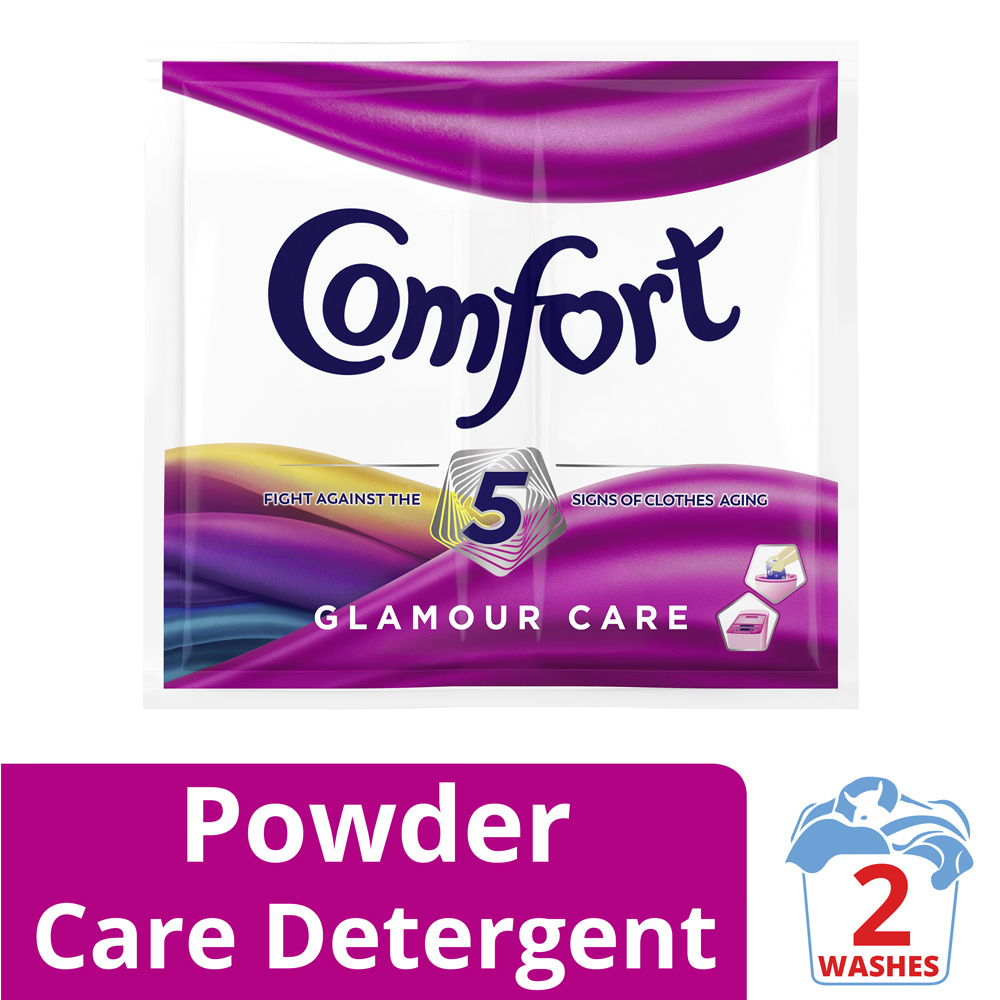 Comfort
FIGHT AGAINST THE 5 SIGNS OF CLOTHES AGING
GLAMOUR CARE
Powder
Care Detergent
2
WASHES